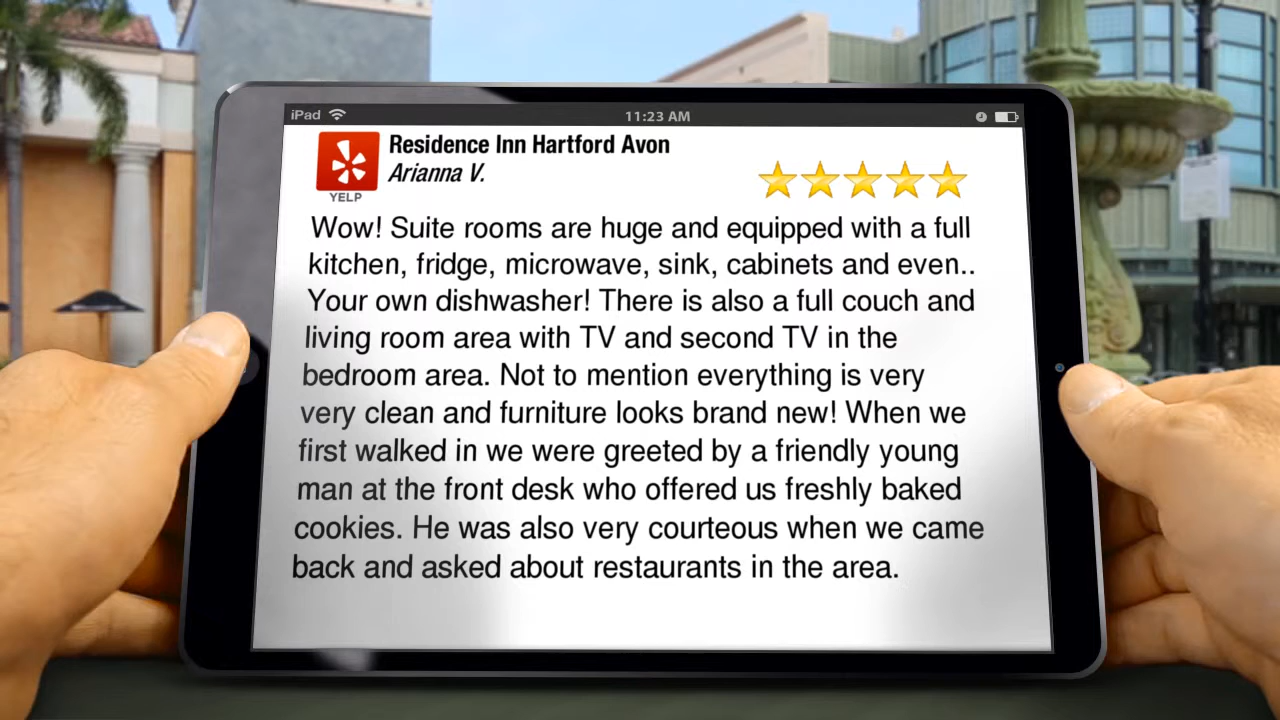 iPad
11:23 AM
YELP
Residence Inn Hartford Avon
Arianna V.
Wow! Suite rooms are huge and equipped with a full
kitchen, fridge, microwave, sink, cabinets and even..
Your own dishwasher! There is also a full couch and
living room area with TV and second TV in the
bedroom area. Not to mention everything is very
very clean and furniture looks brand new! When we
first walked in we were greeted by a friendly young
man at the front desk who offered us freshly baked
cookies. He was also very courteous when we came
back and asked about restaurants in the area.